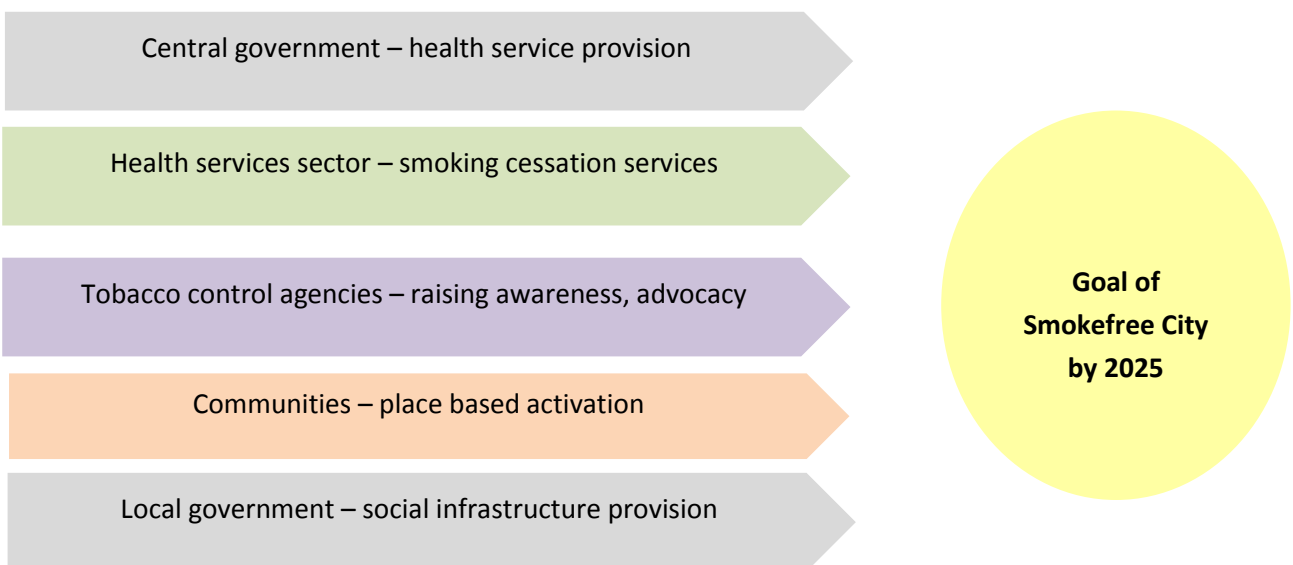 Central government – health service provision
Health services sector – smoking cessation services
Tobacco control agencies – raising awareness, advocacy
Communities – place based activation
Local government – social infrastructure provision
Goal of
Smokefree City
by 2025